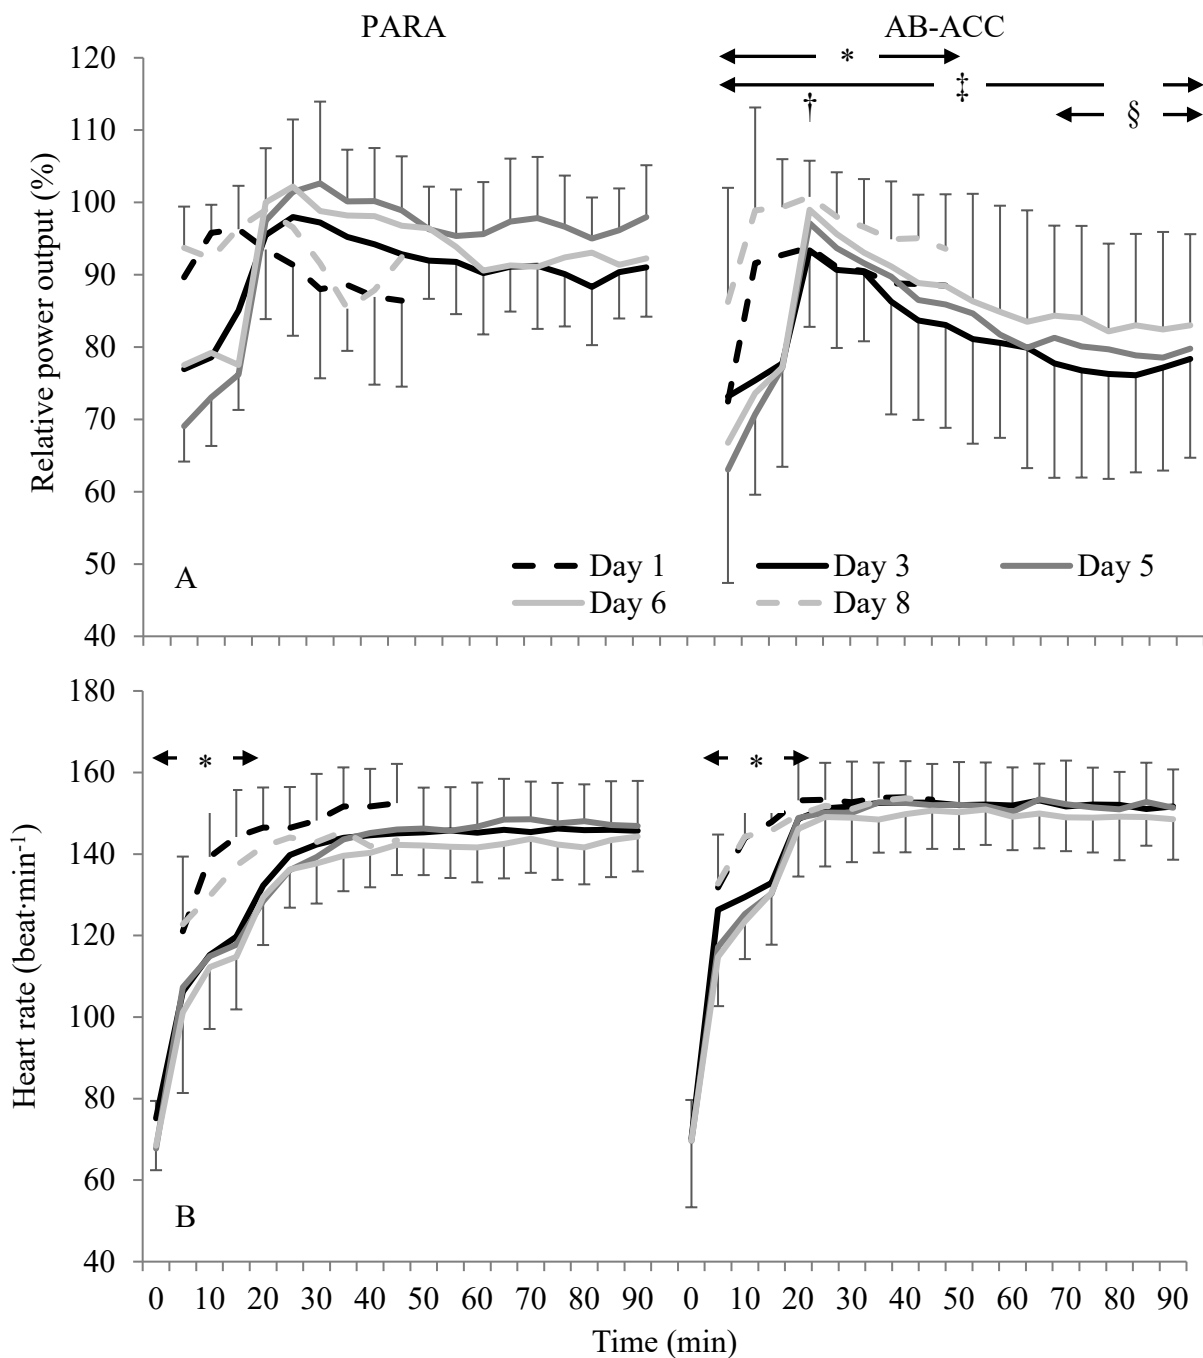 PARA AB-ACC
120
*
‡
†
§
110
100
90
80
70
60
50
40
Relative power output (%)
A
Day 1 Day 3 Day 5
Day 6 Day 8
180
160
140
120
100
80
60
40
* *
Heart rate (beat·min-1)
B
0 10 20 30 40 50 60 70 80 90 0 10 20 30 40 50 60 70 80 90
Time (min)